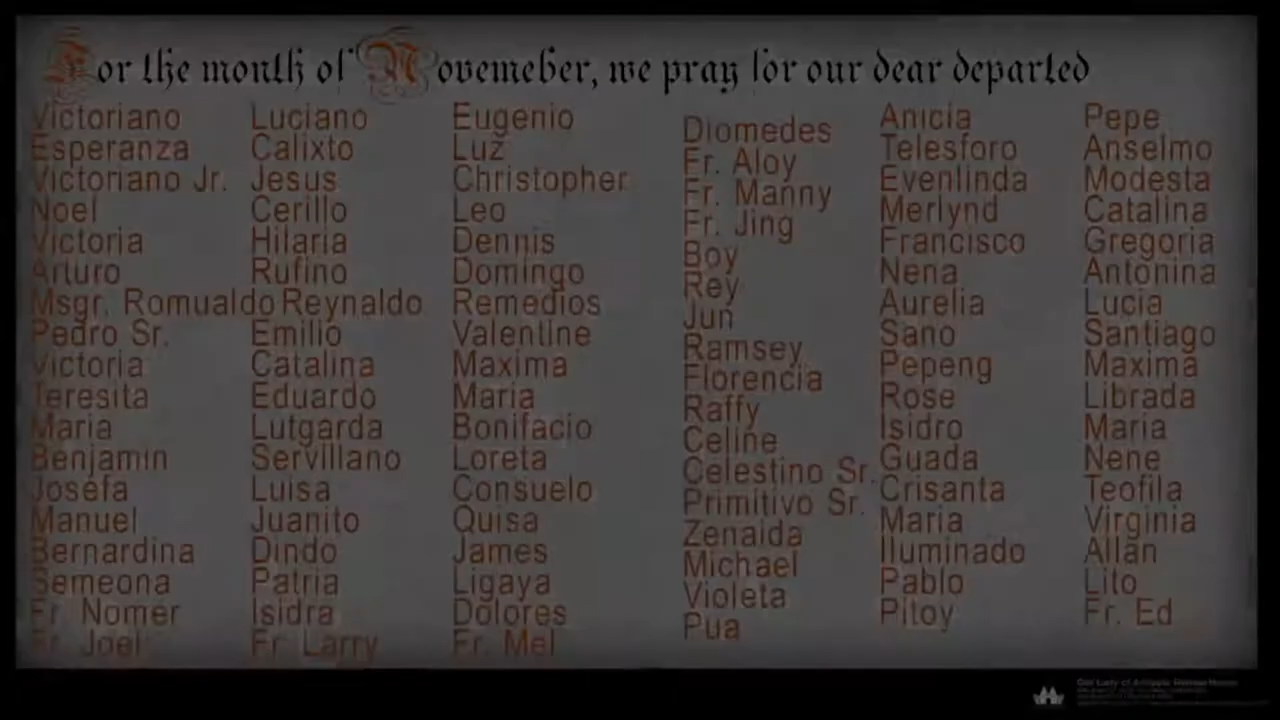 For the month of Novemeber, we pray for our dear departed
Victoriano
Esperanza
Victoriano Jr.
Noel
Victoria
Arturo
Msgr. Romualdo
Pedro Sr.
Victoria
Teresita
Maria
Benjamin
Josefa
Manuel
Bernardina
Semeona
Fr. Nomer
Fr. Joel
Luciano
Calixto
Jesus
Cerillo
Hilaria
Rufino
Reynaldo
Emilio
Catalina
Eduardo
Lutgarda
Servillano
Luisa
Juanito
Dindo
Patria
Isidra
Fr. Larry
Eugenio
Luz
Christopher
Leo
Dennis
Domingo
Remedios
Valentine
Maxima
Maria
Bonifacio
Loreta
Consuelo
Quisa
James
Ligaya
Dolores
Fr. Mel
Diomedes
Fr. Aloy
Fr. Manny
Fr. Jing
Boy
Rey
Jun
Ramsey
Florencia
Raffy
Celine
Celestino Sr.
Primitivo Sr.
Zenaida
Michael
Violeta
Pua
Anicia
Telesforo
Evenlinda
Merlynd
Francisco
Nena
Aurelia
Sano
Pepeng
Rose
Isidro
Guada
Crisanta
Maria
Iluminado
Pablo
Pitoy
Pepe
Anselmo
Modesta
Catalina
Gregoria
Antonina
Lucia
Santiago
Maxima
Librada
Maria
Nene
Teofila
Virginia
Allan
Lito
Fr. Ed